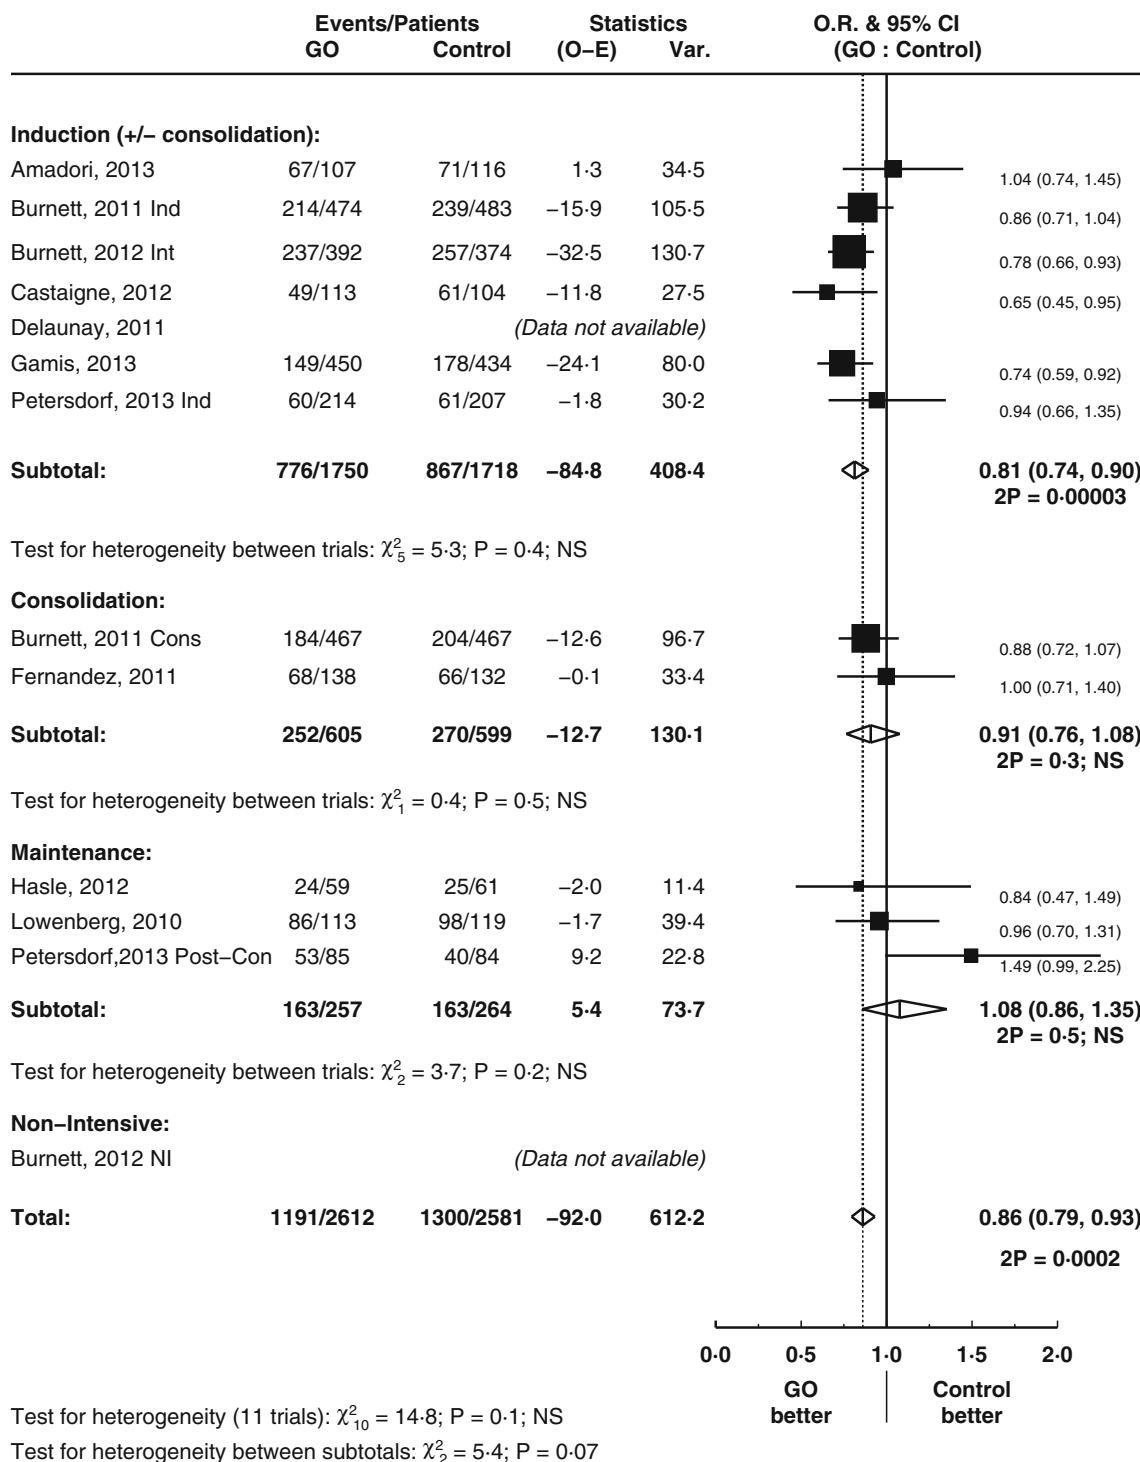 Events/Patients Statistics O.R. & 95% CI
GO Control (O−E) Var. (GO : Control)
Induction (+/− consolidation):
Amadori, 2013 67/107 71/116 1·3 34·5 1·04 (0·74, 1·45)
Burnett, 2011 Ind 214/474 239/483 −15·9 105·5 0·86 (0·71, 1·04)
Burnett, 2012 Int 237/392 257/374 −32·5 130·7 0·78 (0·66, 0·93)
Castaigne, 2012 49/113 61/104 −11·8 27·5 0·65 (0·45, 0·95)
Delaunay, 2011 (Data not available)
Gamis, 2013 149/450 178/434 −24·1 80·0 0·74 (0·59, 0·92)
Petersdorf, 2013 Ind 60/214 61/207 −1·8 30·2 0·94 (0·66, 1·35)
Subtotal: 776/1750 867/1718 −84·8 408·4 0·81 (0·74, 0·90)
2P = 0·00003
Test for heterogeneity between trials: χ²₅ = 5·3; P = 0·4; NS
Consolidation:
Burnett, 2011 Cons 184/467 204/467 −12·6 96·7 0·88 (0·72, 1·07)
Fernandez, 2011 68/138 66/132 −0·1 33·4 1·00 (0·71, 1·40)
Subtotal: 252/605 270/599 −12·7 130·1 0·91 (0·76, 1·08)
2P = 0·3; NS
Test for heterogeneity between trials: χ²₁ = 0·4; P = 0·5; NS
Maintenance:
Hasle, 2012 24/59 25/61 −2·0 11·4 0·84 (0·47, 1·49)
Lowenberg, 2010 86/113 98/119 −1·7 39·4 0·96 (0·70, 1·31)
Petersdorf,2013 Post−Con 53/85 40/84 9·2 22·8 1·49 (0·99, 2·25)
Subtotal: 163/257 163/264 5·4 73·7 1·08 (0·86, 1·35)
2P = 0·5; NS
Test for heterogeneity between trials: χ²₂ = 3·7; P = 0·2; NS
Non−Intensive:
Burnett, 2012 NI (Data not available)
Total: 1191/2612 1300/2581 −92·0 612·2 0·86 (0·79, 0·93)
2P = 0·0002
0·0 0·5 1·0 1·5 2·0
GO Control
better better
Test for heterogeneity (11 trials): χ²₁₀ = 14·8; P = 0·1; NS
Test for heterogeneity between subtotals: χ²₂ = 5·4; P = 0·07